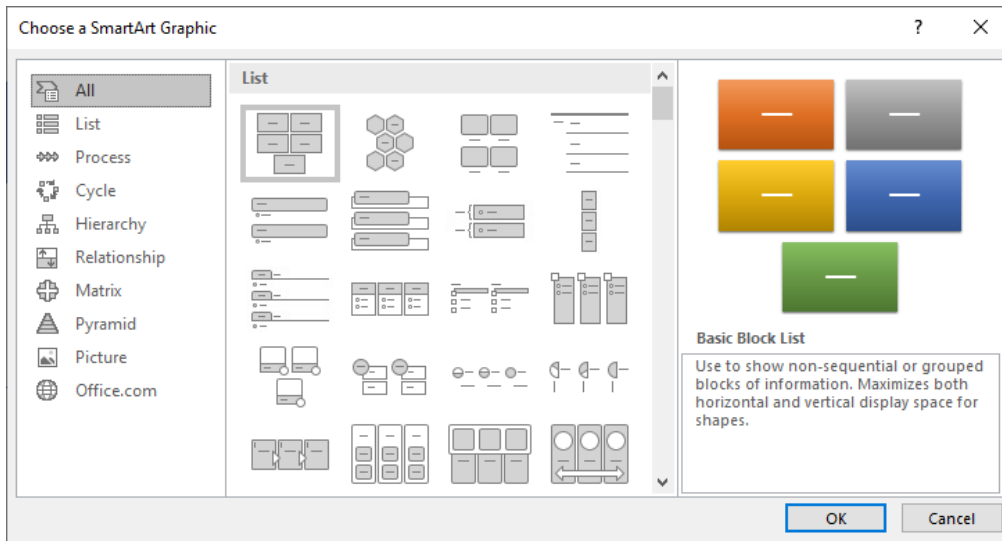 Choose a SmartArt Graphic
All
List
Process
Cycle
Hierarchy
Relationship
Matrix
Pyramid
Picture
Office.com
List
Basic Block List
Use to show non-sequential or grouped
blocks of information. Maximizes both
horizontal and vertical display space for
shapes.
OK
Cancel